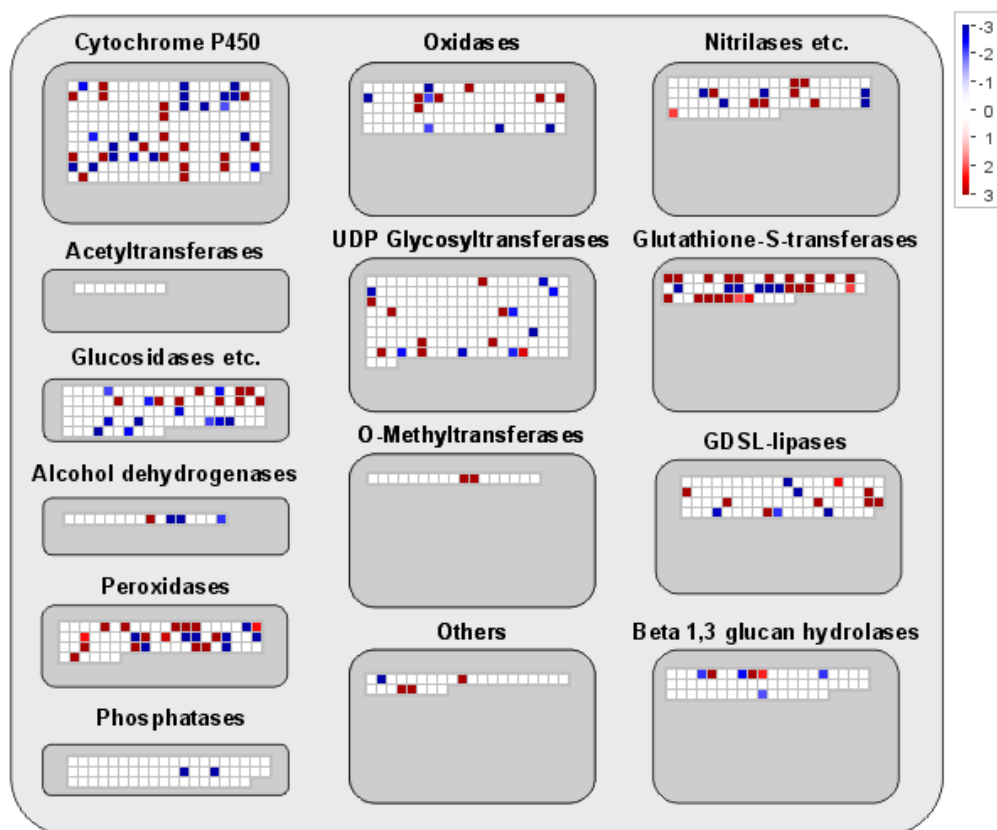 Cytochrome P450
Oxidases
Nitrilases etc.
-3
-2
-1
0
1
2
3
Acetyltransferases
UDP Glycosyltferases
Glutathione-S-transferases
Glucosidases etc.
O-Methyltransferases
GDSL-lipases
Alcohol dehydrogenases
Peroxidases
Others
Beta 1,3 glucan hydrolases
Phosphatases